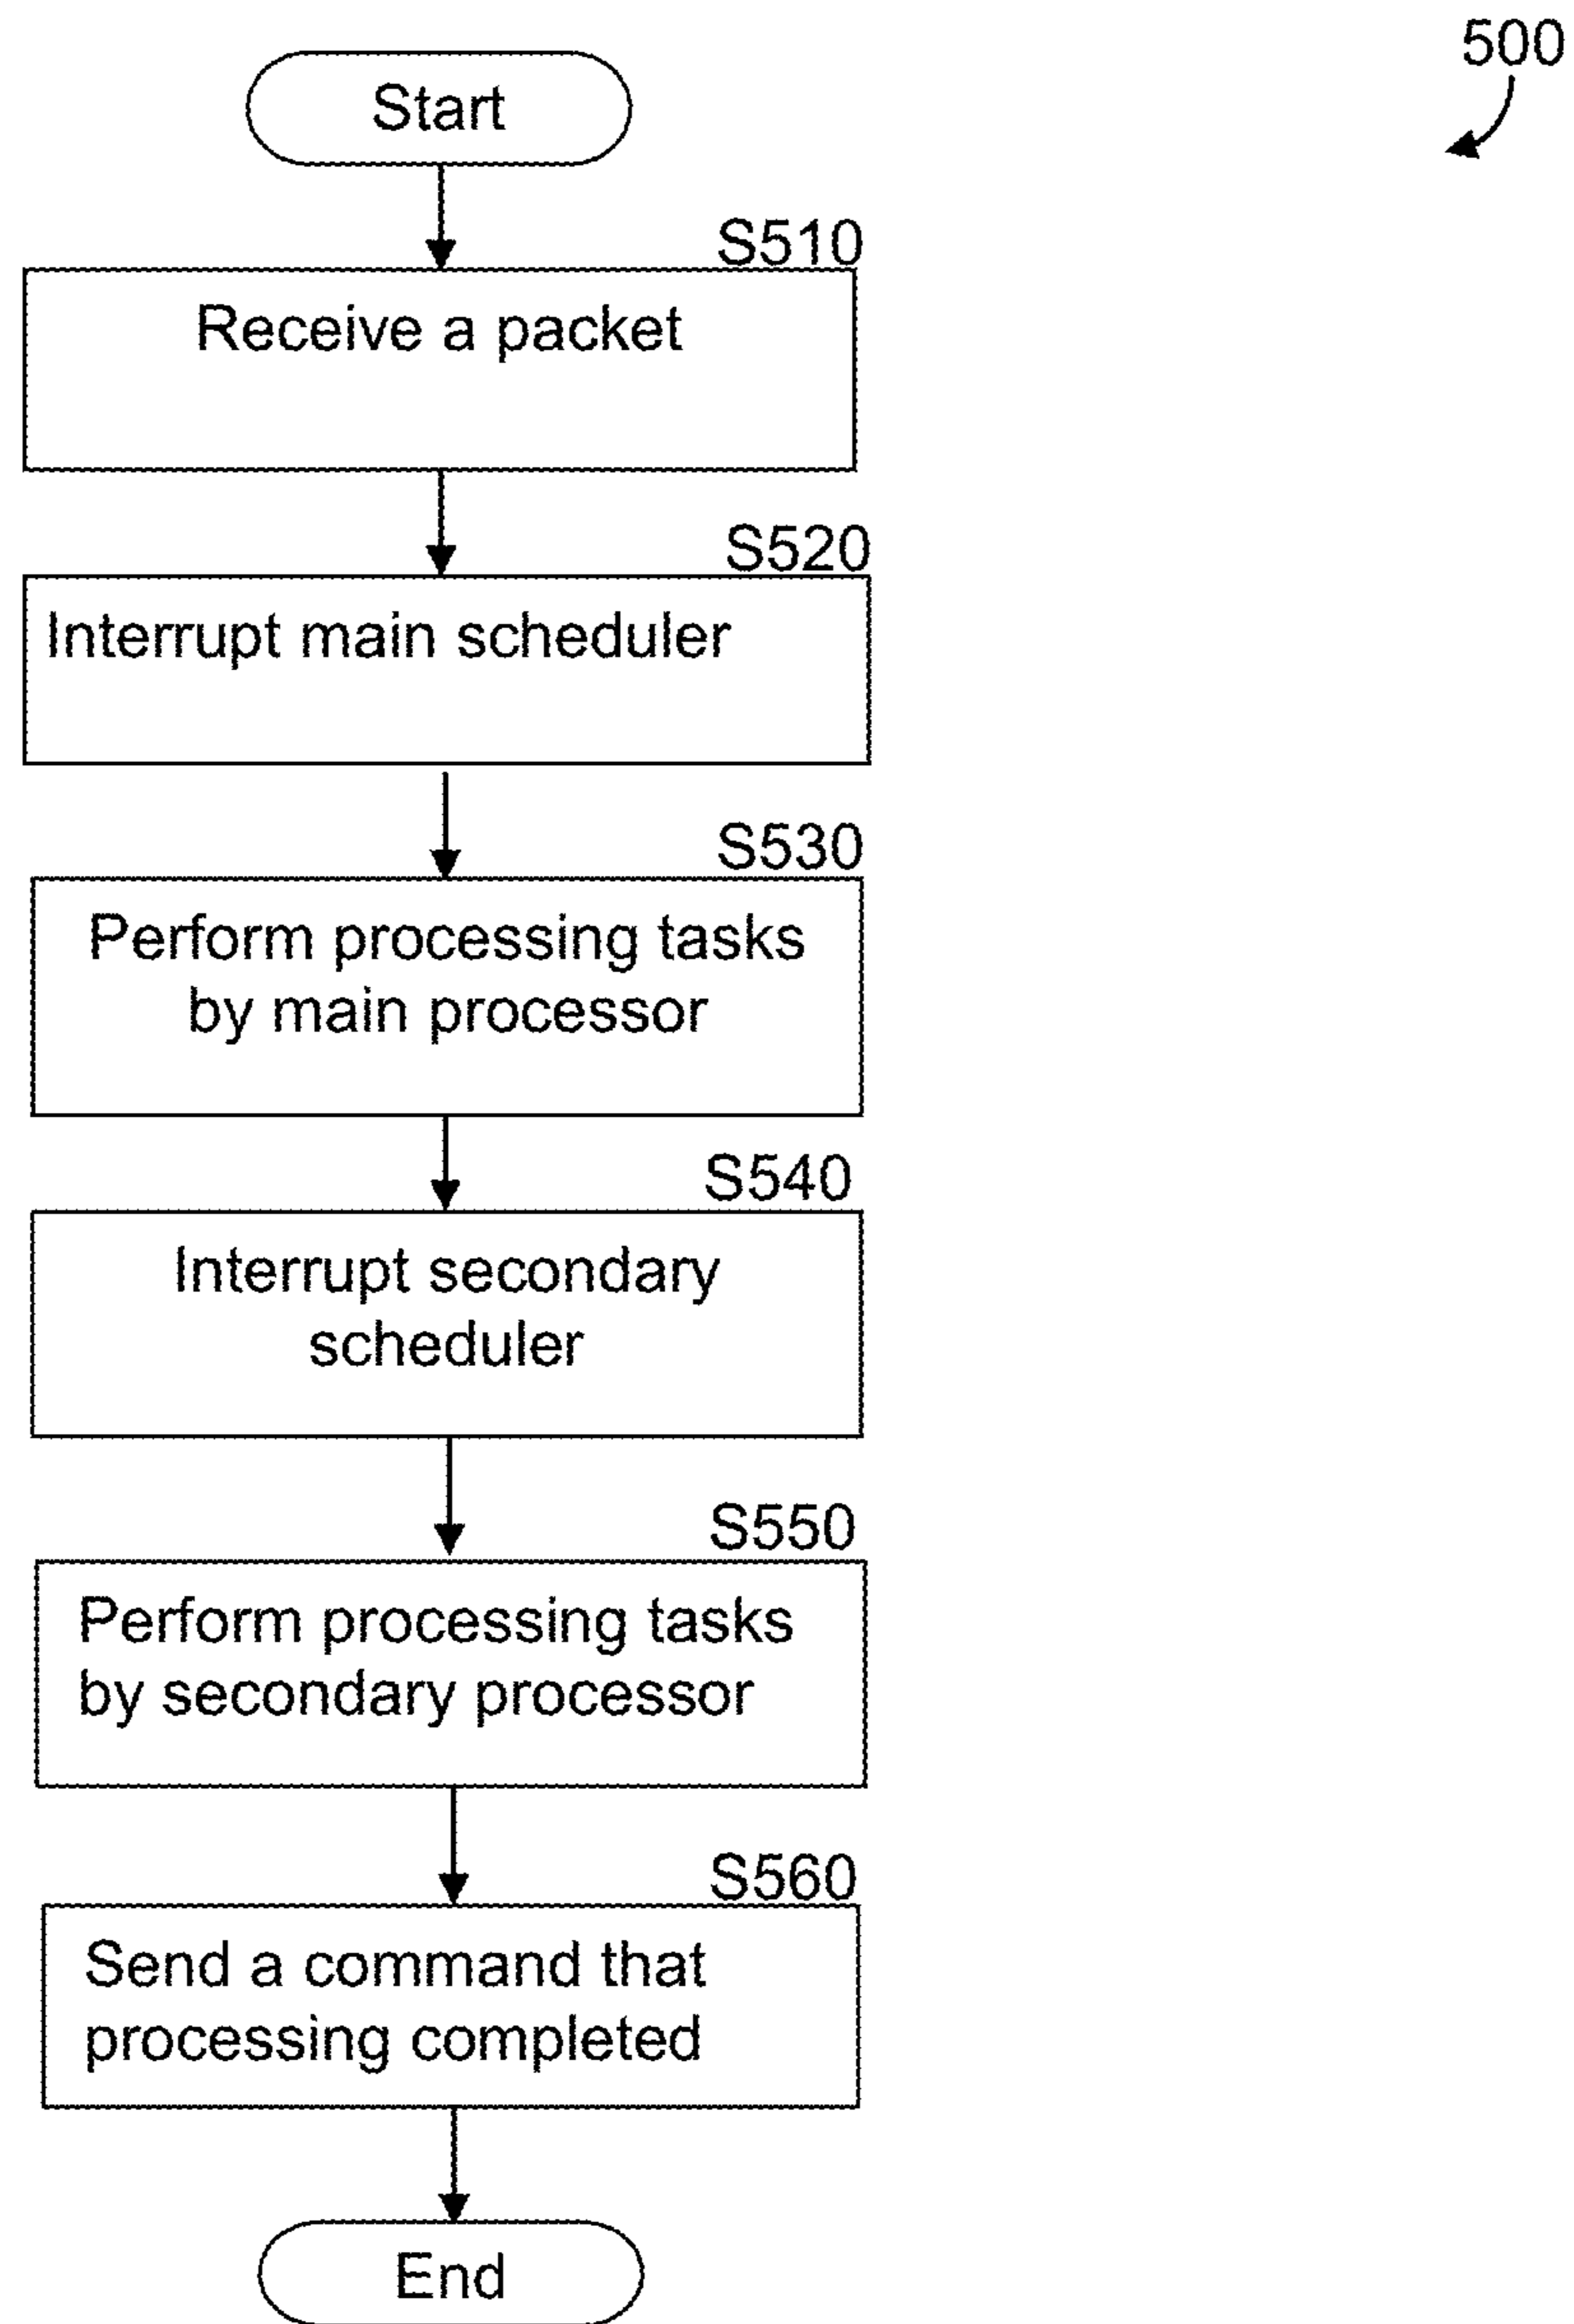 500
Start
S510
Receive a packet
S520
Interrupt main scheduler
S530
Perform processing tasks
by main processor
S540
Interrupt secondary
scheduler
S550
Perform processing tasks
by secondary processor
S560
Send a command that
processing completed
End